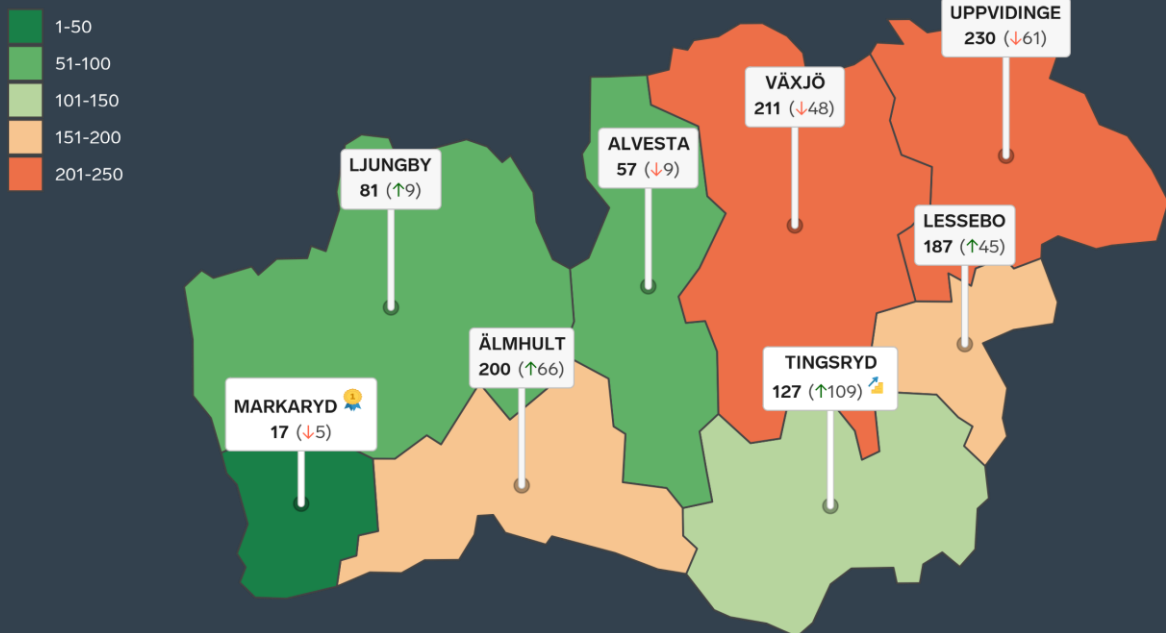 1-50
51-100
101-150
151-200
201-250
UPPVIDINGE
230 (↓61)
VÄXJÖ
211 (↓48)
ALVESTA
57 (↓9)
LJUNGBY
81 (↑9)
LESSEBO
187 (↑45)
ÄLMHULT
200 (↑66)
TINGSRYD
127 (↑109)
MARKARYD
1
17 (↓5)